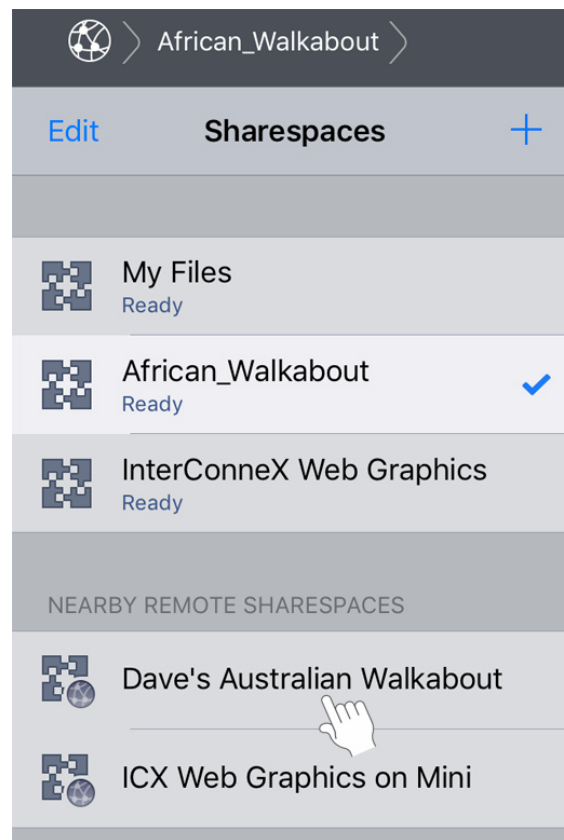 African_Walkabout
Edit Sharespaces +
My Files
Ready
African_Walkabout
Ready
InterConneX Web Graphics
Ready
NEARBY REMOTE SHARESPACES
Dave's Australian Walkabout
ICX Web Graphics on Mini